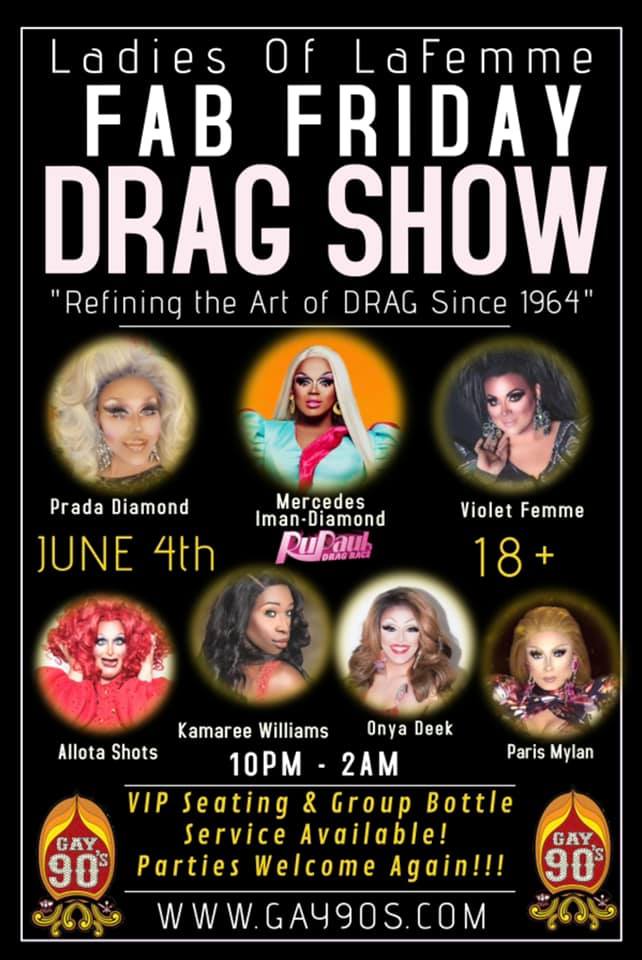 Ladies Of LaFemme
FAB FRIDAY
DRAG SHOW
"Refining the Art of DRAG Since 1964"
Prada Diamond
Mercedes
Iman-Diamond
Violet Femme
JUNE 4th
RuPaul's
DRAG RACE
18+
Allota Shots
Kamaree Williams
Onya Deek
Paris Mylan
10PM - 2AM
VIP Seating & Group Bottle
Service Available!
Parties Welcome Again!!!
GAY
90's
GAY
90's
WWW.GAY90S.COM